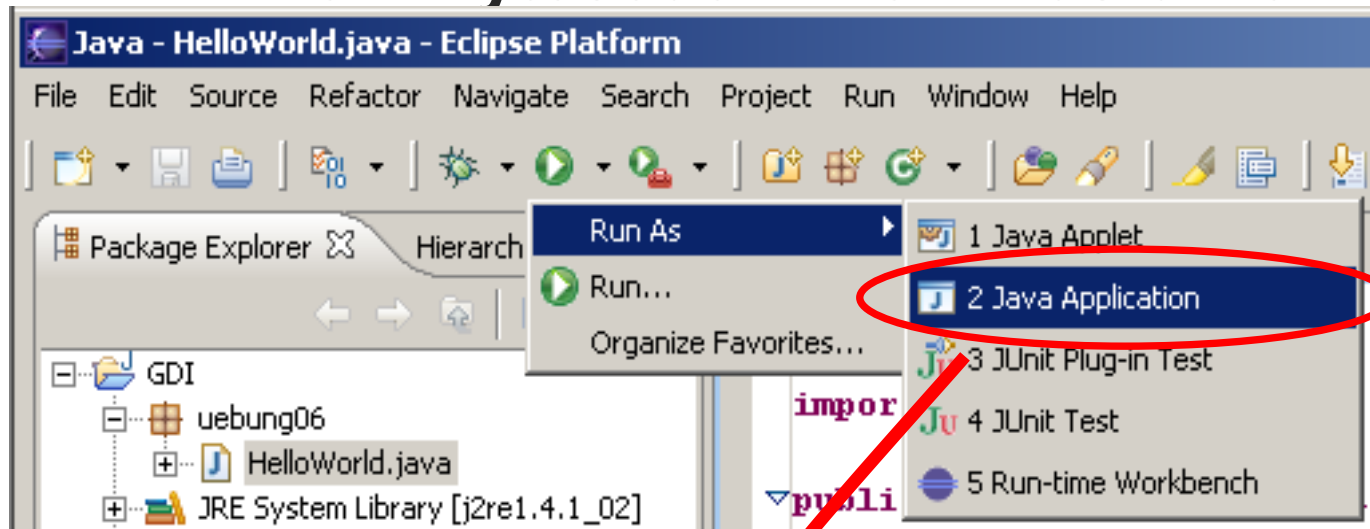 Java - HelloWorld.java - Eclipse Platform
File Edit Source Refactor Navigate Search Project Run Window Help
Package Explorer Hierarch
Run As
Run...
Organize Favorites...
1 Java Applet
2 Java Application
3 JUnit Plug-in Test
4 JUnit Test
5 Run-time Workbench
GDI
uebung06
HelloWorld.java
JRE System Library [j2re1.4.1_02]
impor
publi